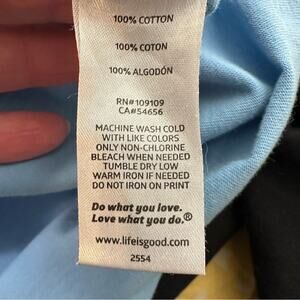 100% COTTON
100% COTON
100% ALGODÓN
RN#109109
CA#54656
MACHINE WASH COLD
WITH LIKE COLORS
ONLY NON-CHLORINE
BLEACH WHEN NEEDED
TUMBLE DRY LOW
WARM IRON IF NEEDED
DO NOT IRON ON PRINT
Do what you love.
Love what you do.®
www.lifeisgood.com
2554